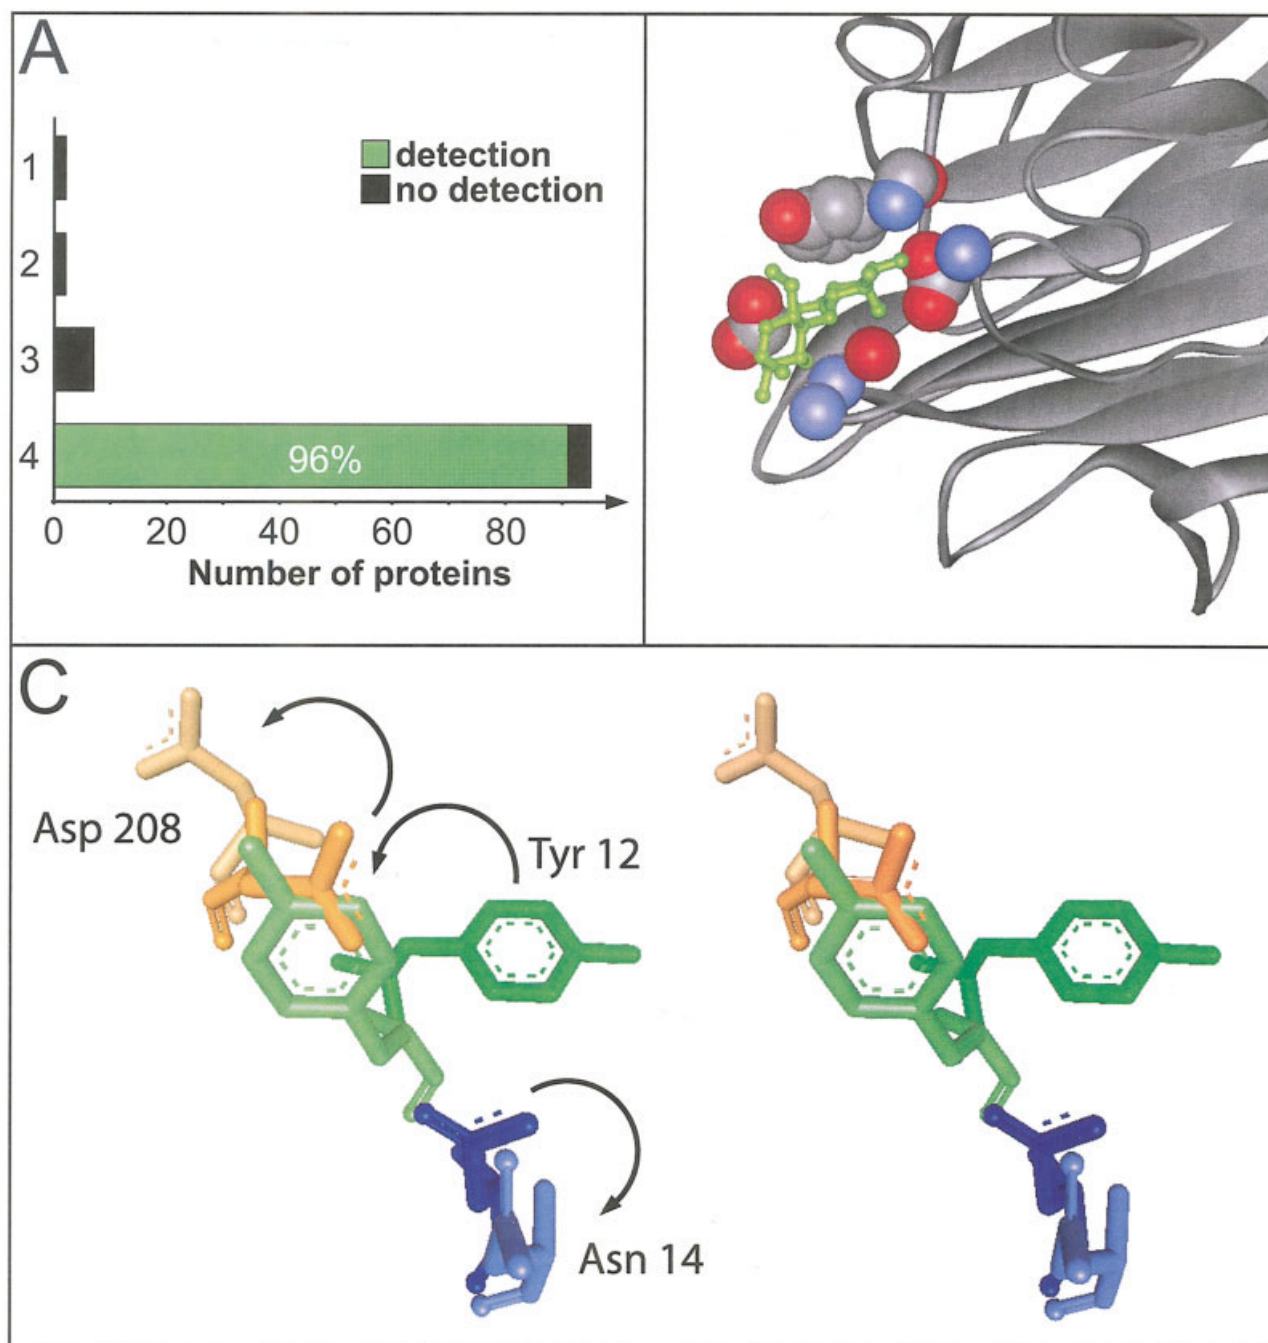 A
detection
no detection
1
2
3
4
96%
0 20 40 60 80
Number of proteins
C
Asp 208
Tyr 12
Asn 14